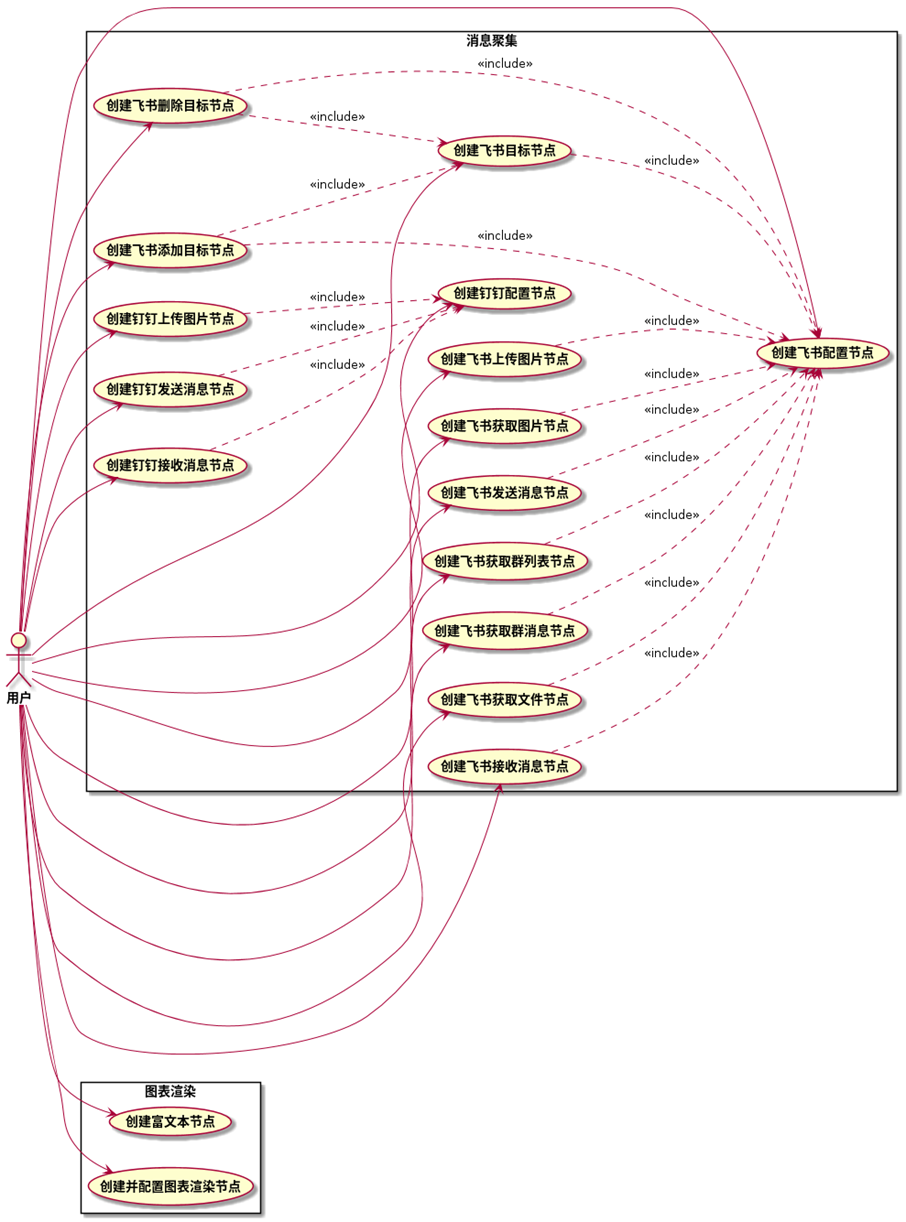 消息聚集
«include»
创建飞书删除目标节点
«include»
创建飞书目标节点
«include»
«include»
创建飞书添加目标节点
«include»
创建钉钉配置节点
«include»
创建钉钉上传图片节点
«include»
«include»
创建飞书上传图片节点
创建飞书配置节点
«include»
«include»
创建钉钉发送消息节点
«include»
创建飞书获取图片节点
«include»
创建钉钉接收消息节点
创建飞书发送消息节点
«include»
创建飞书获取群列表节点
«include»
创建飞书获取群消息节点
«include»
用户
创建飞书获取文件节点
创建飞书接收消息节点
图表渲染
创建富文本节点
创建并配置图表渲染节点